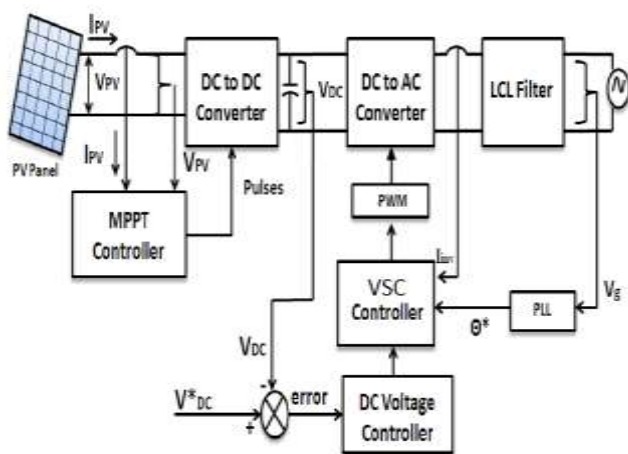 IPV
VPV
PV Panel
DC to DC
Converter
VDC
DC to AC
Converter
LCL Filter
IPV
VPV
Pulses
MPPT
Controller
PWM
Iinv
VSC
Controller
Θ*
PLL
Vg
VDC
-
V*DC
+
error
DC Voltage
Controller